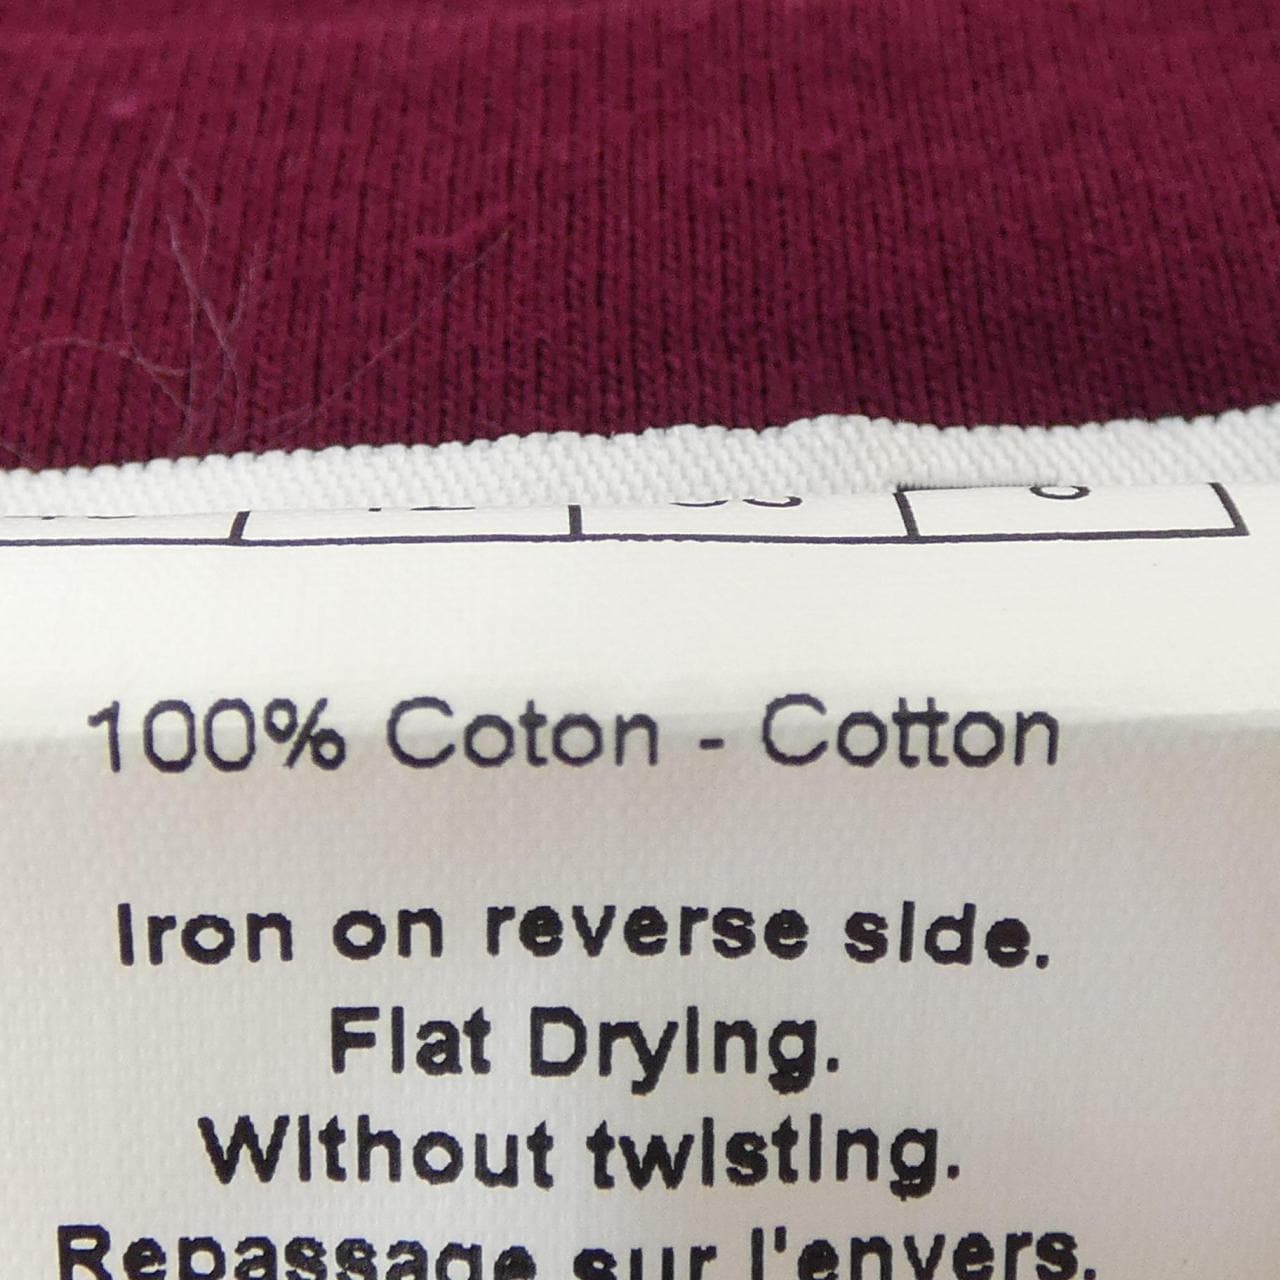 100% Coton - Cotton
Iron on reverse side.
Flat Drying.
Without twisting.
Repassage sur l'envers.